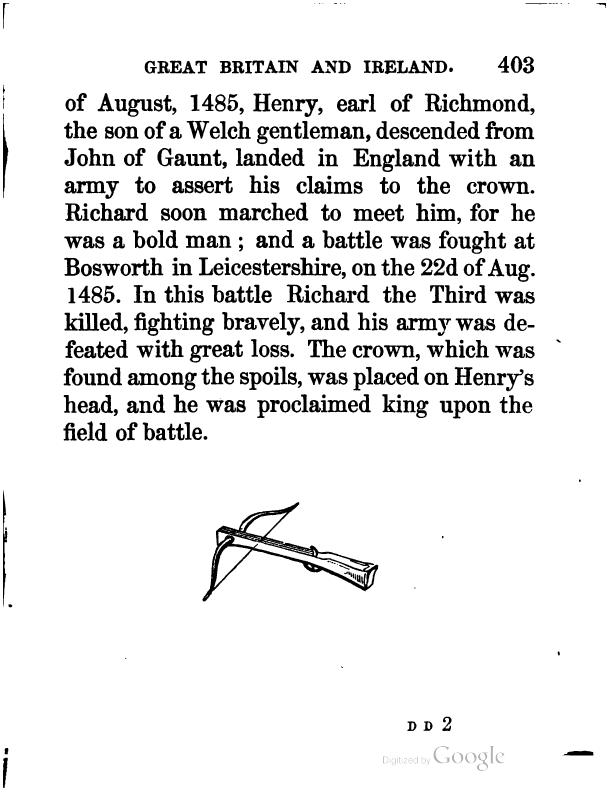 GREAT BRITAIN AND IRELAND. 403
of August, 1485, Henry, earl of Richmond,
the son of a Welch gentleman, descended from
John of Gaunt, landed in England with an
army to assert his claims to the crown.
Richard soon marched to meet him, for he
was a bold man ; and a battle was fought at
Bosworth in Leicestershire, on the 22d of Aug.
1485. In this battle Richard the Third was
killed, fighting bravely, and his army was de-
feated with great loss. The crown, which was
found among the spoils, was placed on Henry's
head, and he was proclaimed king upon the
field of battle.
D D 2
Digitized by Google